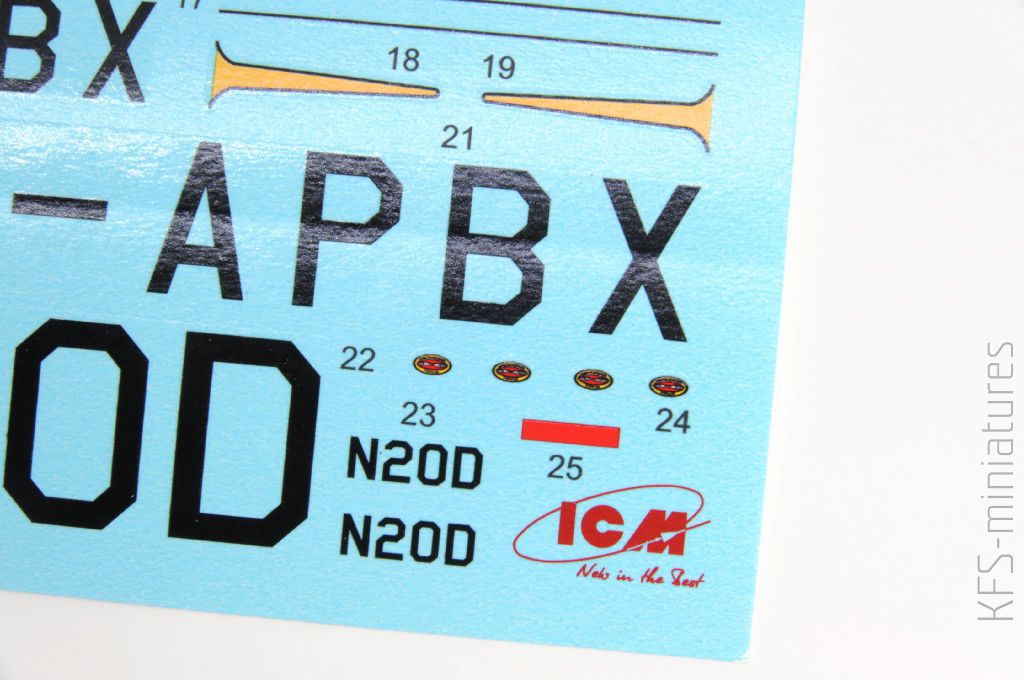 17
BX
18 19
21
-APBX
0D
22
23
24
25
N20D
N20D
ICM
New in the Best
KFS-miniatures